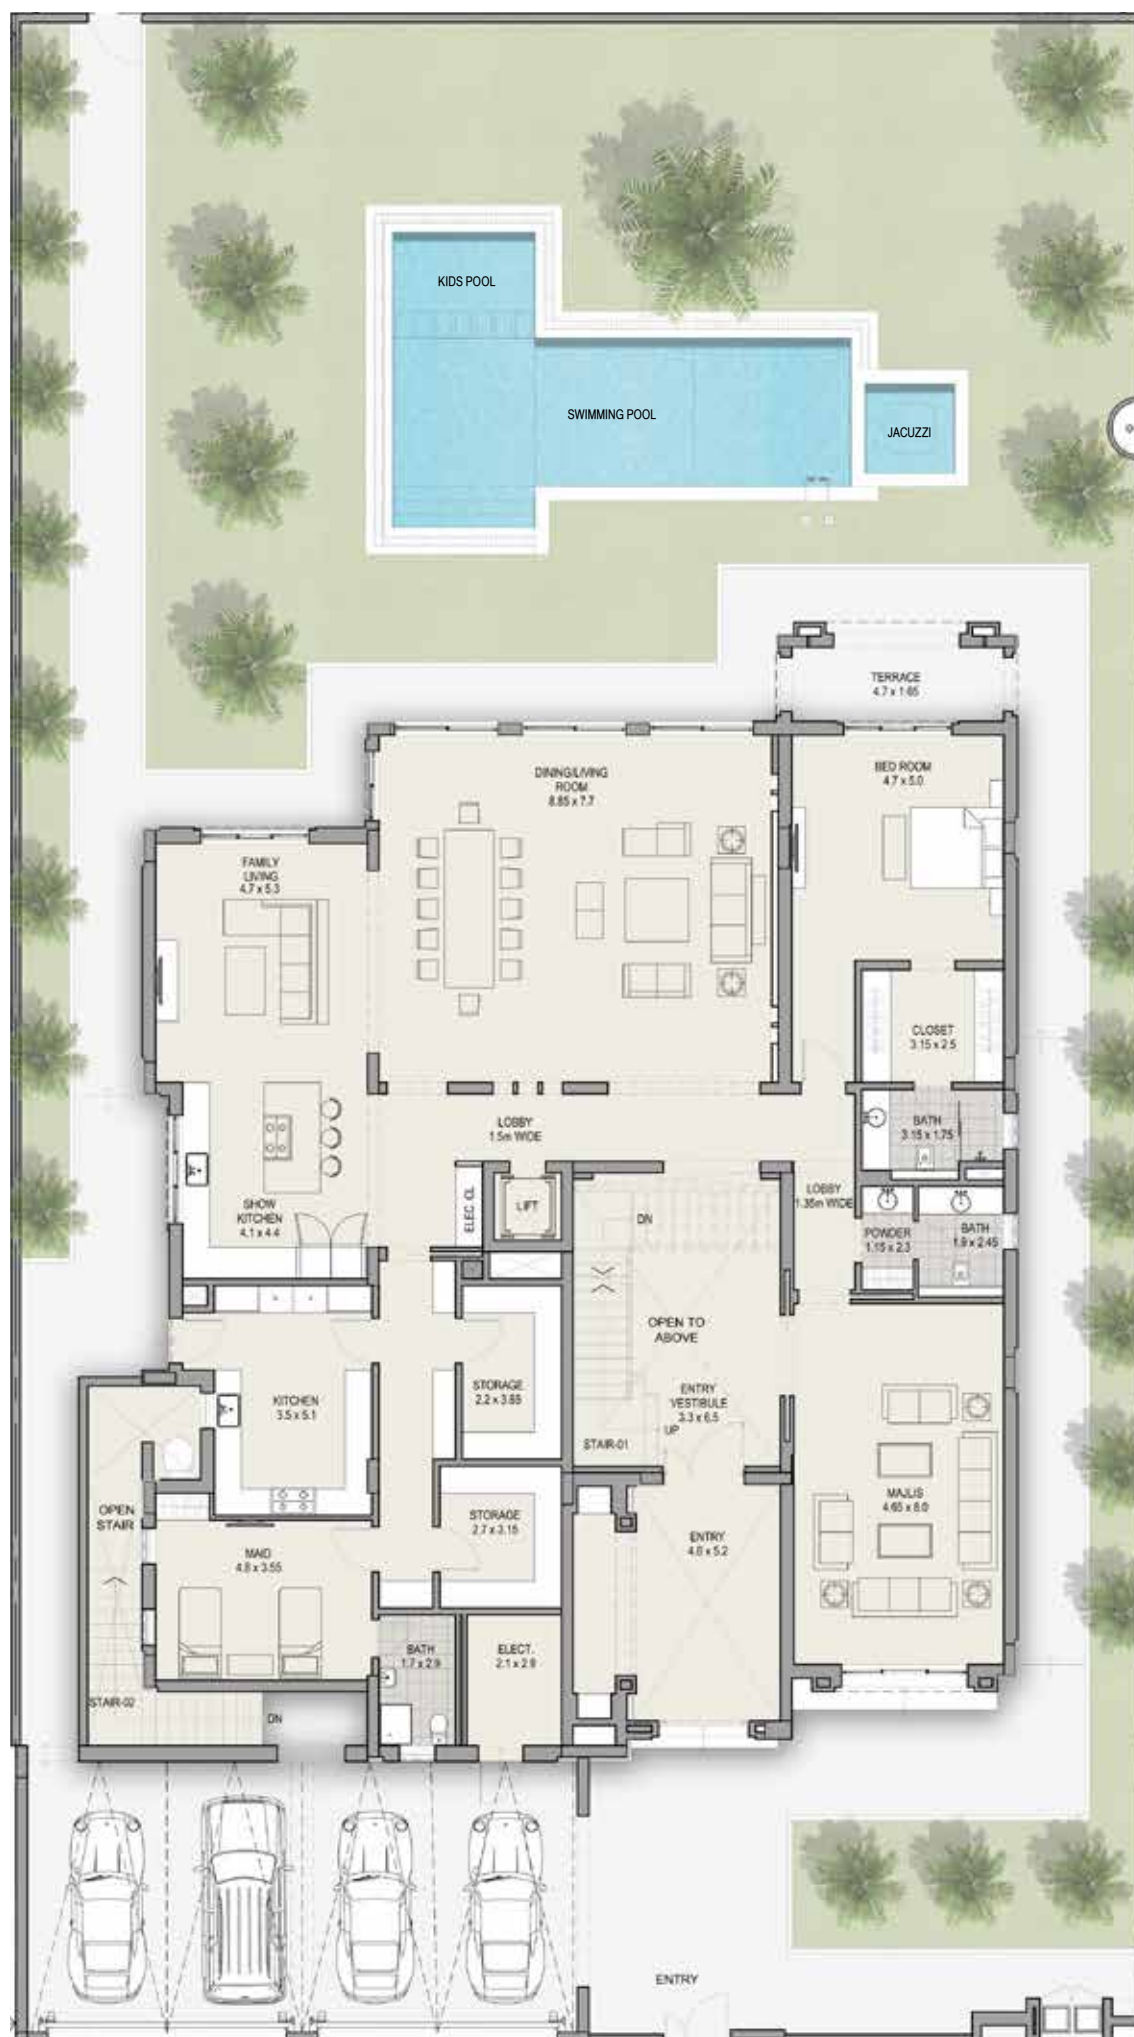 KIDS POOL
SWIMMING POOL
JACUZZI
TERRACE
4.7 x 1.65
DINING/LIVING
ROOM
8.85 x 7.7
BED ROOM
4.7 x 5.0
FAMILY
LIVING
4.7 x 5.3
CLOSET
3.15 x 2.5
LOBBY
1.5m WIDE
BATH
3.15 x 1.75
SHOW
KITCHEN
4.1 x 4.4
ELEC. CL.
LIFT
DN
LOBBY
1.35m WIDE
POWDER
1.15 x 2.3
BATH
1.9 x 2.45
OPEN TO
ABOVE
KITCHEN
3.5 x 5.1
STORAGE
2.2 x 3.85
ENTRY
VESTIBULE
3.3 x 6.5
UP
STAIR-01
OPEN
STAIR
STORAGE
2.7 x 3.15
MAJLIS
4.65 x 8.0
ENTRY
4.0 x 5.2
MAID
4.8 x 3.55
BATH
1.7 x 2.9
ELECT.
2.1 x 2.8
STAIR-02
DN
ENTRY